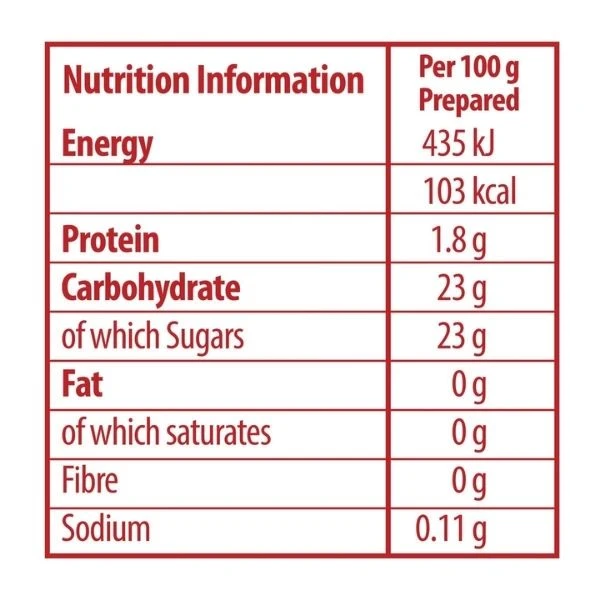 Nutrition Information Per 100 g
Prepared
Energy 435 kJ
103 kcal
Protein 1.8 g
Carbohydrate 23 g
of which Sugars 23 g
Fat 0 g
of which saturates 0 g
Fibre 0 g
Sodium 0.11 g